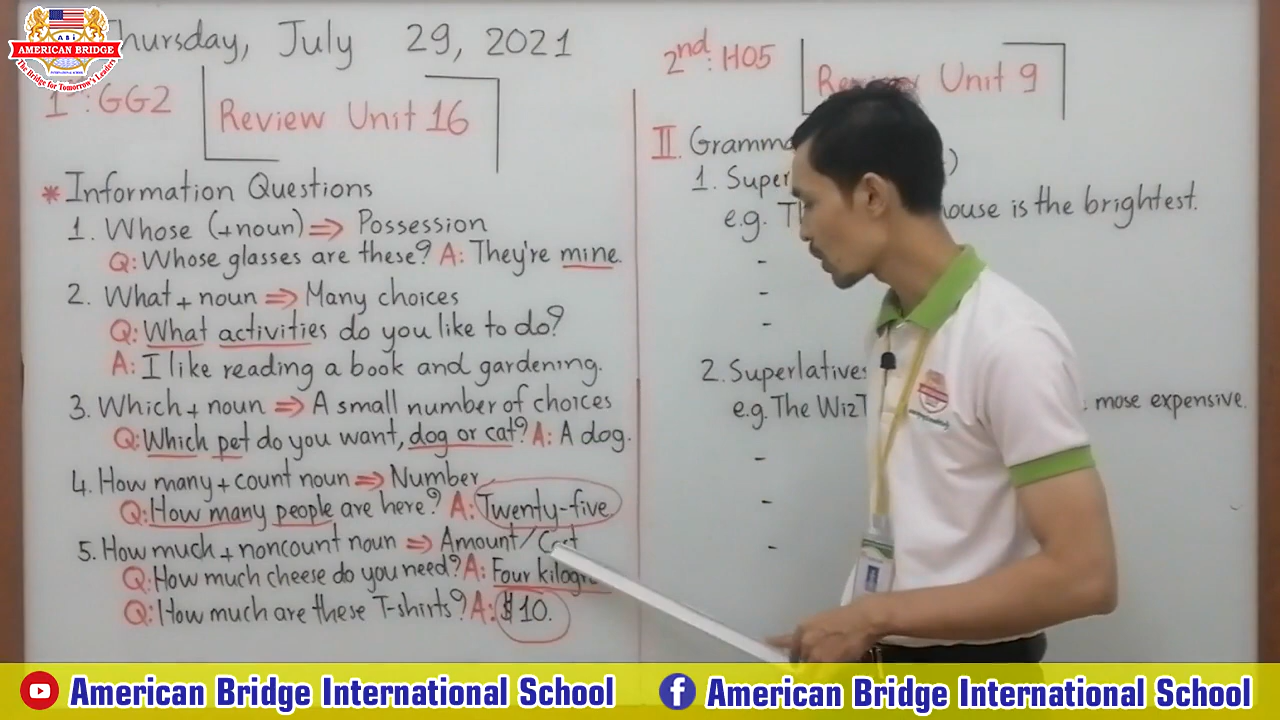 A B i
AMERICAN BRIDGE
INTERNATIONAL SCHOOL
The Bridge for Tomorrow's Leaders
Thursday, July 29, 2021
1st: GG2
Review Unit 16
* Information Questions
1. Whose (+noun) => Possession
Q: Whose glasses are these? A: They're mine.
2. What + noun => Many choices
Q: What activities do you like to do?
A: I like reading a book and gardening.
3. Which + noun => A small number of choices
Q: Which pet do you want, dog or cat? A: A dog.
4. How many + count noun => Number
Q: How many people are here? A: Twenty-five
5. How much + noncount noun => Amount/Cost
Q: How much cheese do you need? A: Four kilogr
Q: How much are these T-shirts? A: $10.
2nd: H05
Review Unit 9
II. Gramma )
1. Super
e.g. Th house is the brightest.
-
-
-
2. Superlatives
e.g. The WizT mose expensive.
-
-
-
American Bridge International School
American Bridge International School